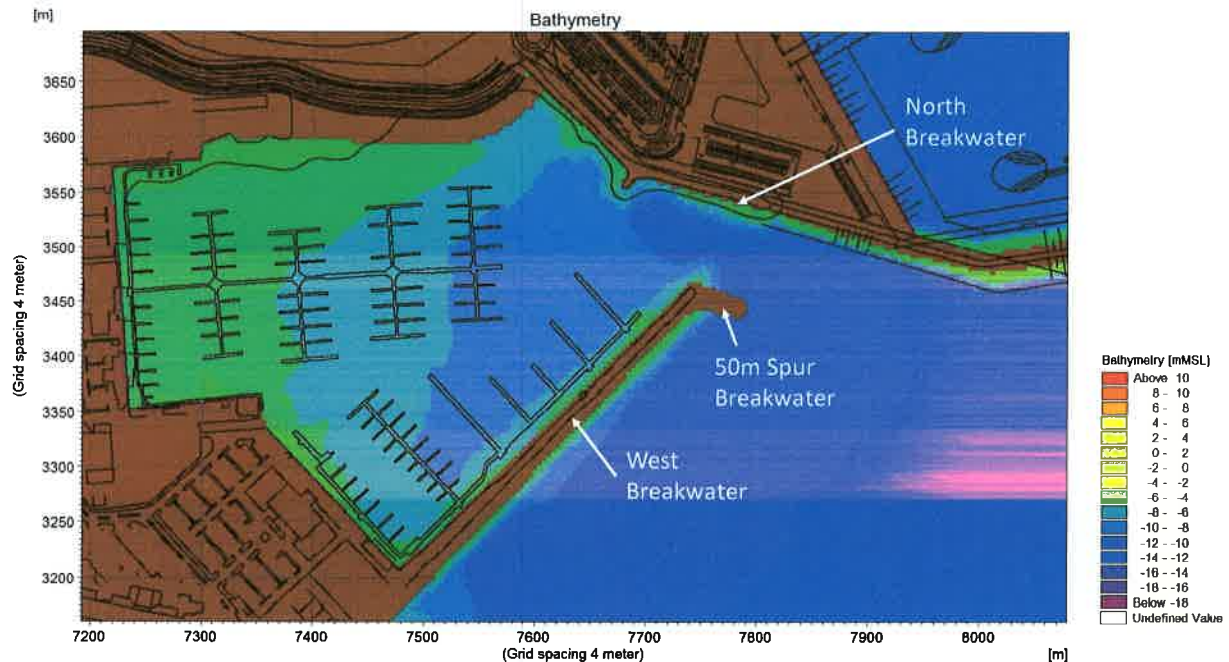 [m]
Bathymetry
3650
3600
3550
3500
3450
3400
3350
3300
3250
3200
(Grid spacing 4 meter)
North
Breakwater
50m Spur
Breakwater
West
Breakwater
7200
7300
7400
7500
7600
7700
7800
7900
8000
[m]
(Grid spacing 4 meter)
Bathymetry [mMSL]
Above 10
8 - 10
6 - 8
4 - 6
2 - 4
0 - 2
-2 - 0
-4 - -2
-6 - -4
-8 - -6
-10 - -8
-12 - -10
-14 - -12
-16 - -14
-18 - -16
Below -18
Undefined Value